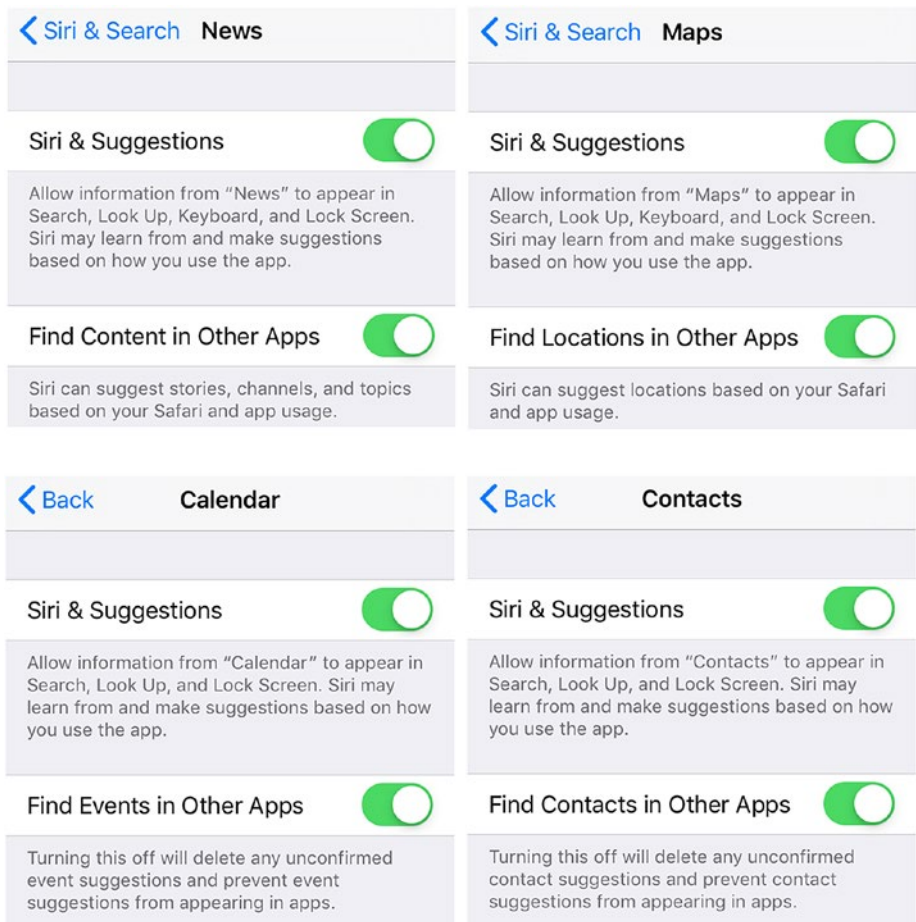 Siri & Search News
Siri & Suggestions
Allow information from “News” to appear in
Search, Look Up, Keyboard, and Lock Screen.
Siri may learn from and make suggestions
based on how you use the app.
Find Content in Other Apps
Siri can suggest stories, channels, and topics
based on your Safari and app usage.
Siri & Search Maps
Siri & Suggestions
Allow information from “Maps” to appear in
Search, Look Up, Keyboard, and Lock Screen.
Siri may learn from and make suggestions
based on how you use the app.
Find Locations in Other Apps
Siri can suggest locations based on your Safari
and app usage.
Back Calendar
Siri & Suggestions
Allow information from “Calendar” to appear in
Search, Look Up, and Lock Screen. Siri may
learn from and make suggestions based on how
you use the app.
Find Events in Other Apps
Turning this off will delete any unconfirmed
event suggestions and prevent event
suggestions from appearing in apps.
Back Contacts
Siri & Suggestions
Allow information from “Contacts” to appear in
Search, Look Up, and Lock Screen. Siri may
learn from and make suggestions based on how
you use the app.
Find Contacts in Other Apps
Turning this off will delete any unconfirmed
contact suggestions and prevent contact
suggestions from appearing in apps.